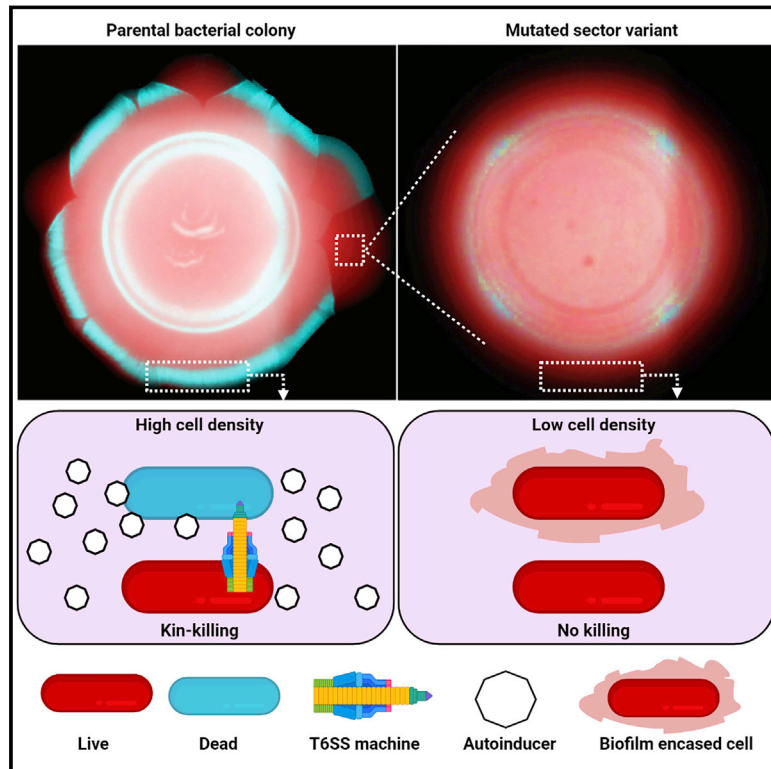 Parental bacterial colony
Mutated sector variant
High cell density
Low cell density
Kin-killing
No killing
Live
Dead
T6SS machine
Autoinducer
Biofilm encased cell